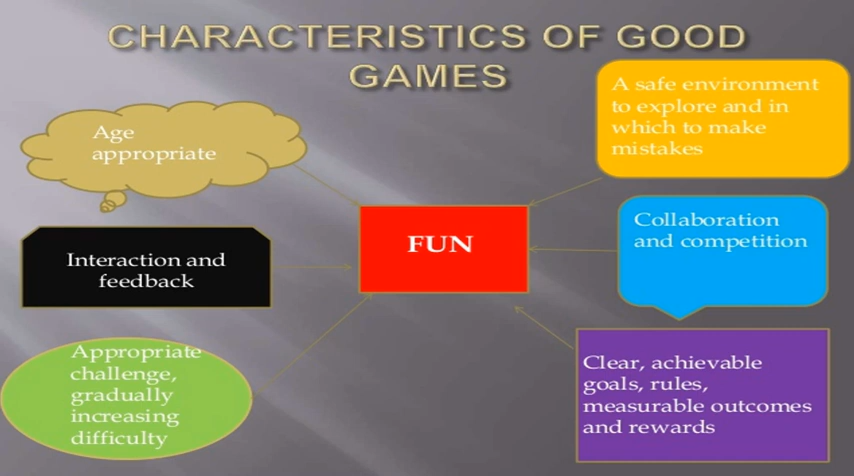 CHARACTERISTICS OF GOOD
GAMES
Age
appropriate
A safe environment
to explore and in
which to make
mistakes
Interaction and
feedback
FUN
Collaboration
and competition
Appropriate
challenge,
gradually
increasing
difficulty
Clear, achievable
goals, rules,
measurable outcomes
and rewards